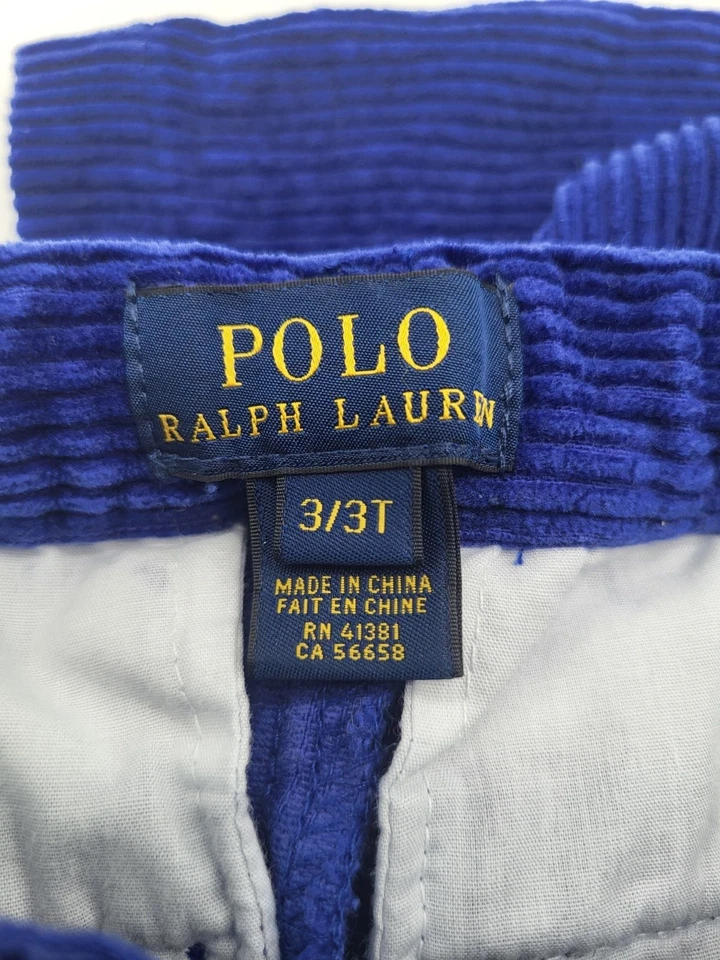 POLO
RALPH LAUREN
3/3T
MADE IN CHINA
FAIT EN CHINE
RN 41381
CA 56658